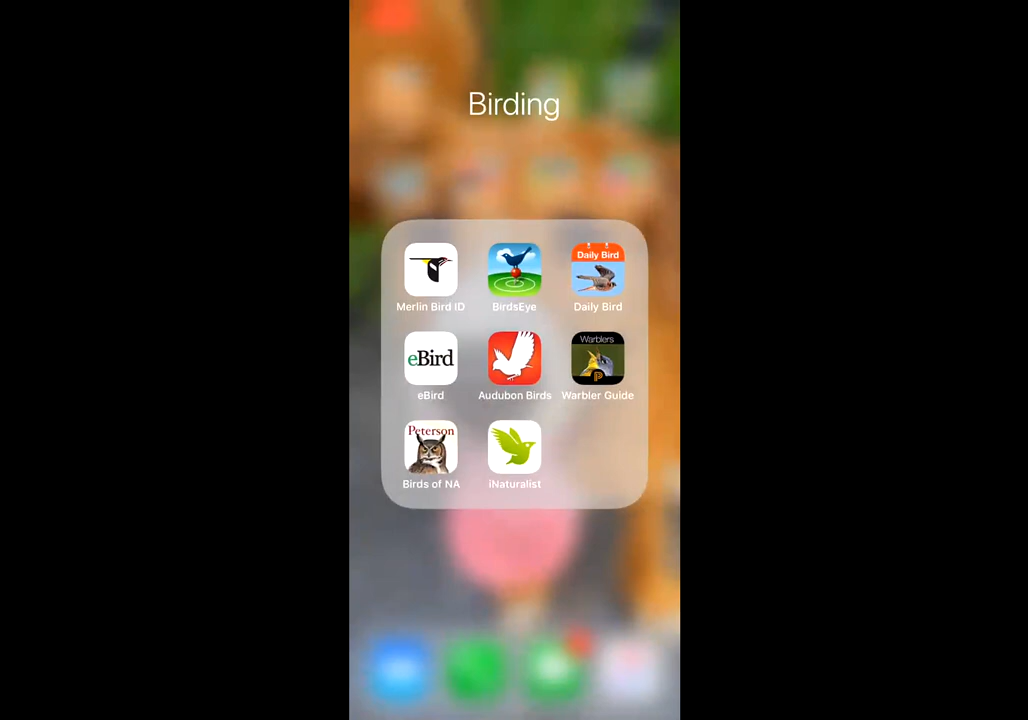 Birding
Daily Bird
Merlin Bird ID
BirdsEye
Daily Bird
eBird
Warblers
eBird
Audubon Birds
Warbler Guide
Peterson
Birds of NA
iNaturalist